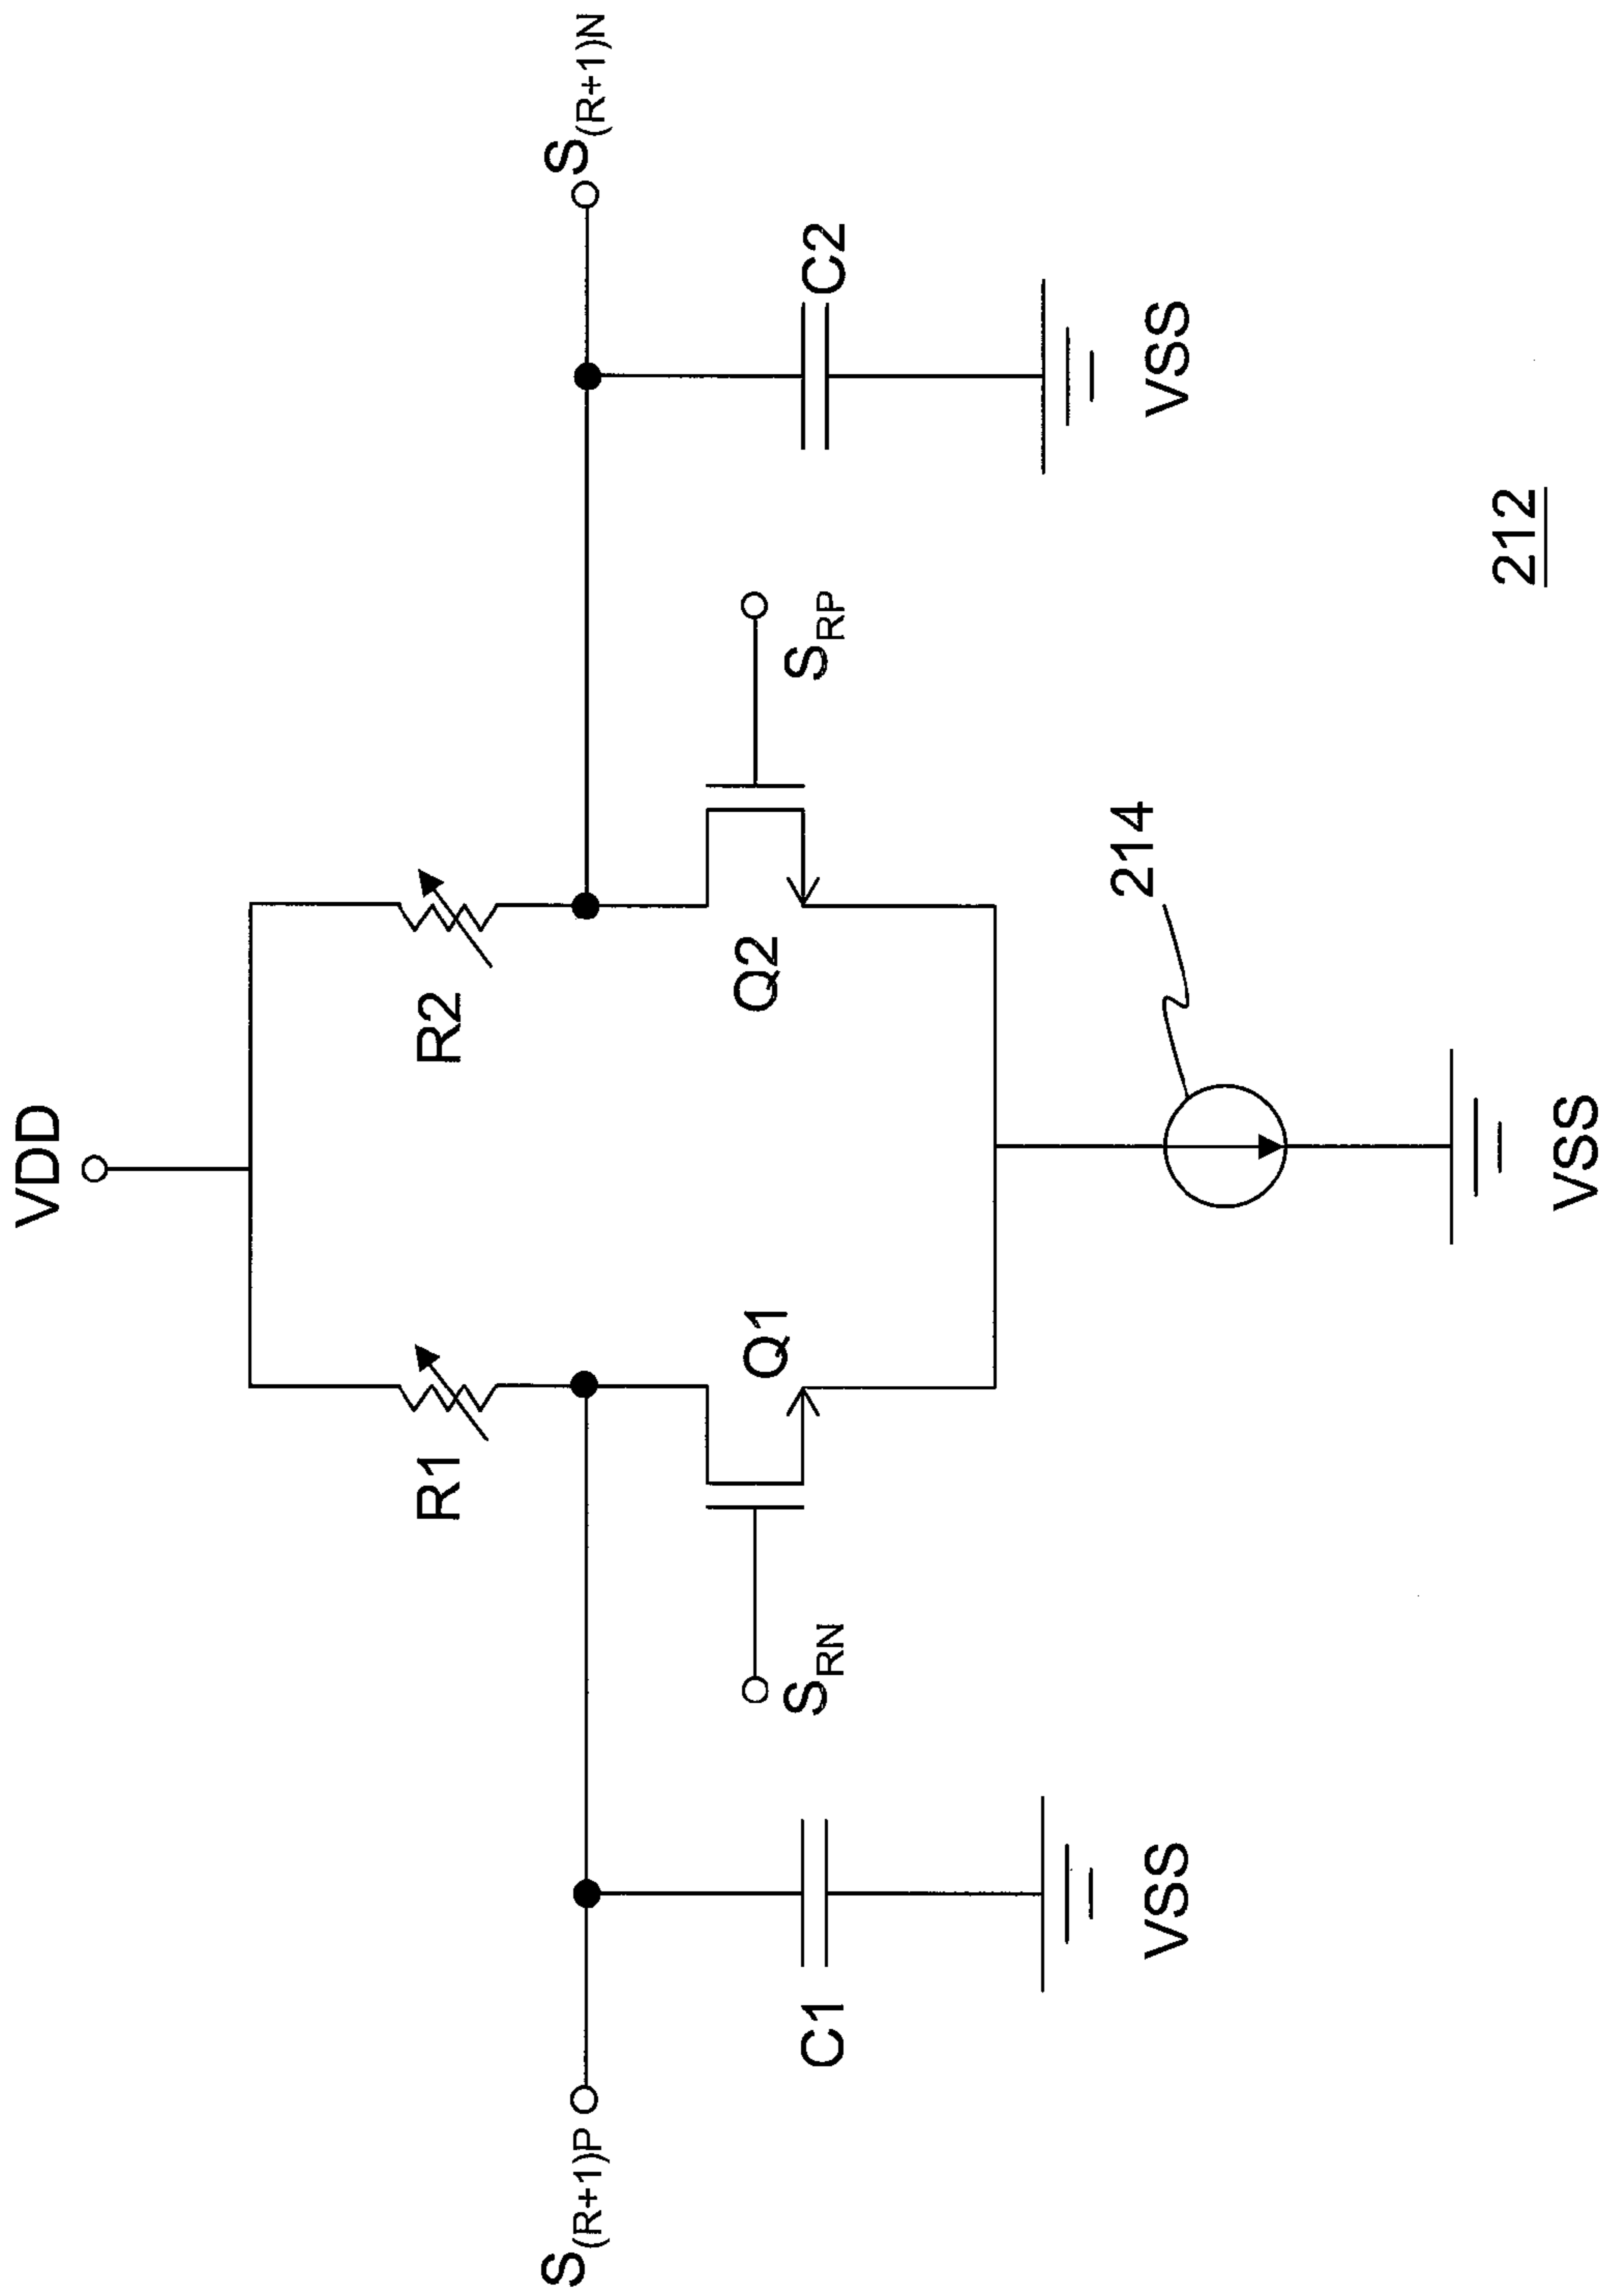 VDD
R1
R2
S(R+1)P
S(R+1)N
Q1
Q2
C1
SRN
SRP
C2
VSS
214
VSS
VSS
212